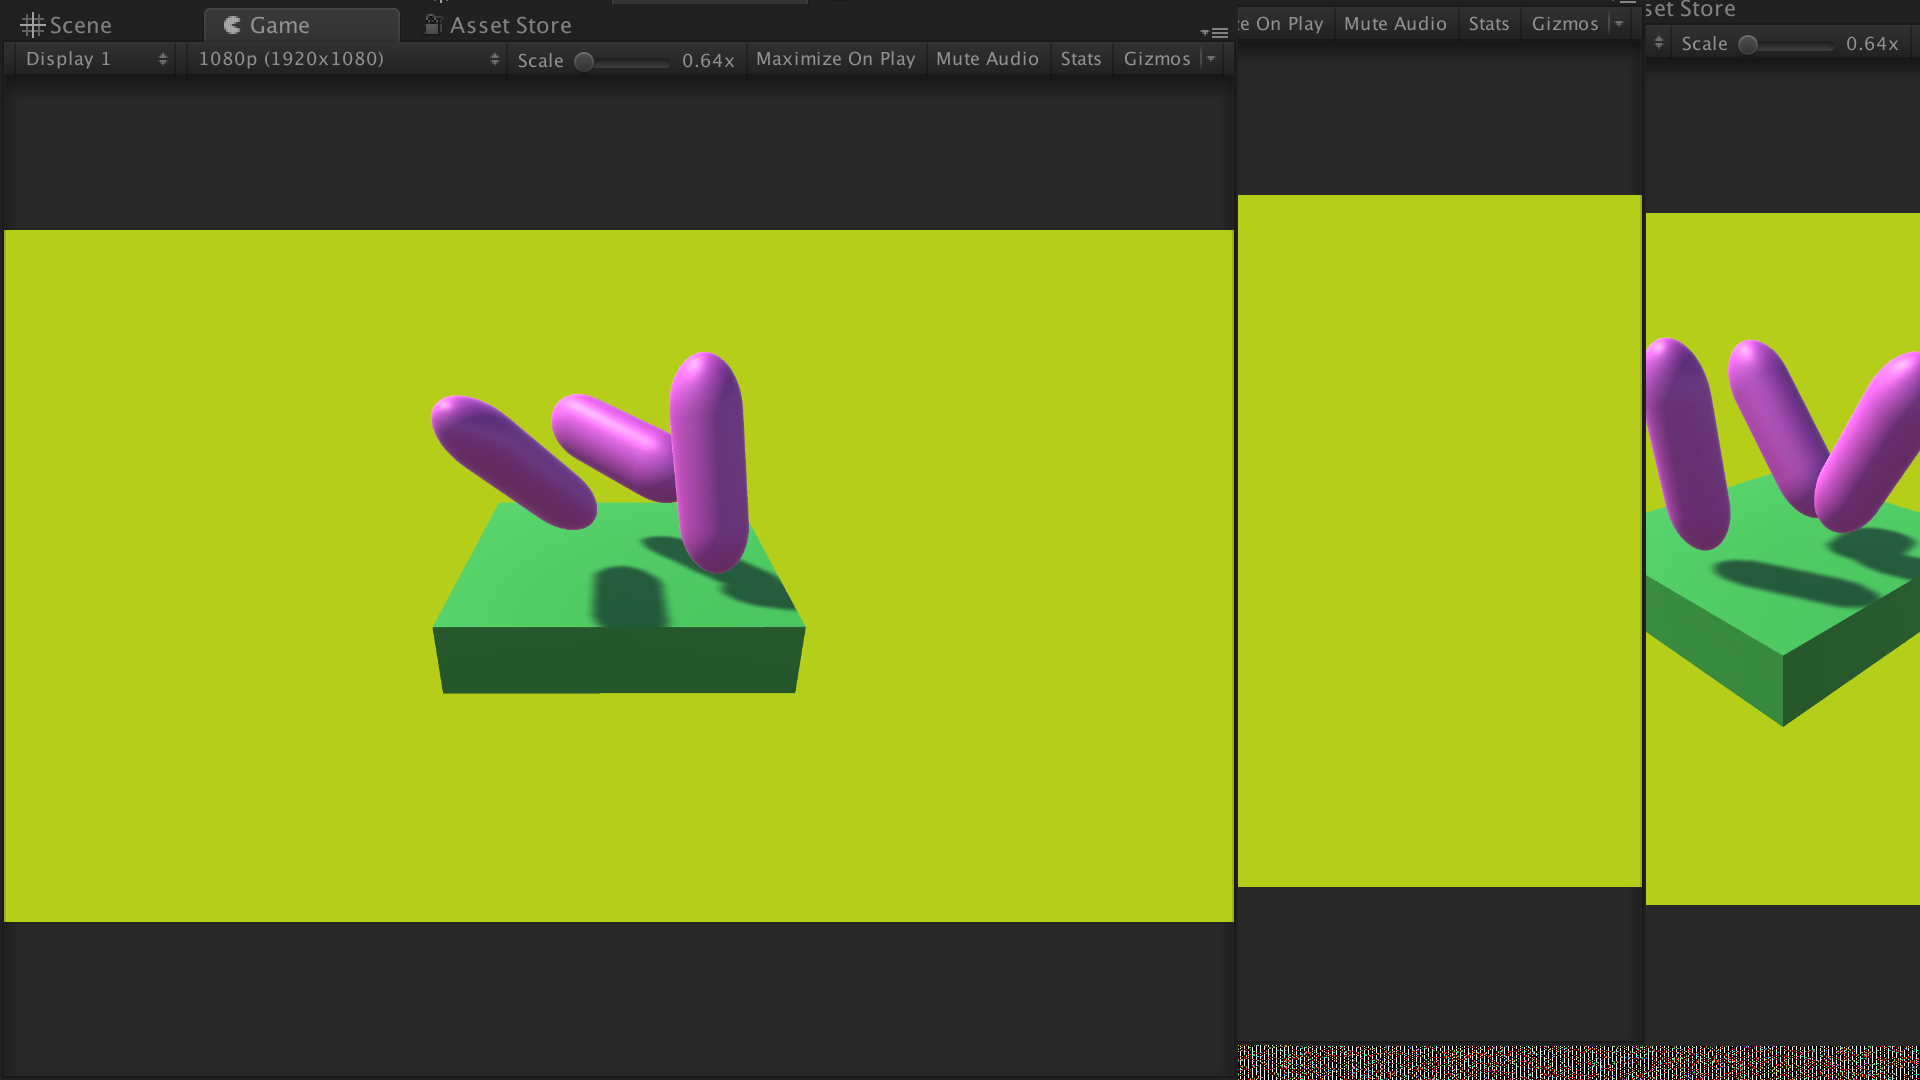 Scene Game Asset Store
Display 1 1080p (1920x1080) Scale 0.64x Maximize On Play Mute Audio Stats Gizmos
On Play Mute Audio Stats Gizmos
Store
Scale 0.64x